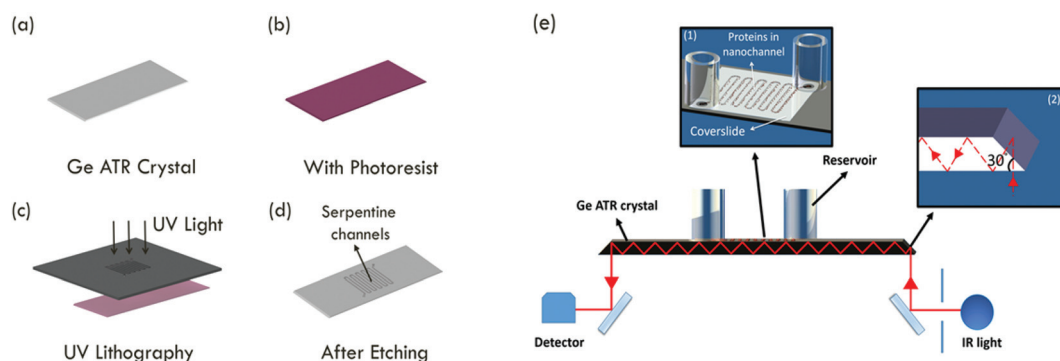 (a)
Ge ATR Crystal
(b)
With Photoresist
(c)
UV Light
UV Lithography
(d)
Serpentine
channels
After Etching
(e)
(1)
Proteins in
nanochannel
Coverslide
(2)
30°
Reservoir
Ge ATR crystal
Detector
IR light